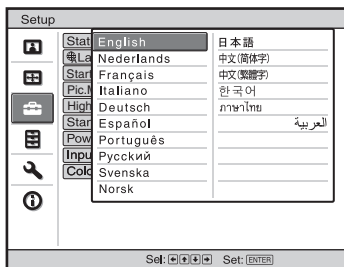 Setup
Stat
La
Start
Pic.M
High
Star
Pow
Inpu
Colo
English
Nederlands
Français
Italiano
Deutsch
Español
Português
Русский
Svenska
Norsk
日本語
中文(简体字)
中文(繁體字)
한국어
ภาษาไทย
العربية
Sel: Set: ENTER